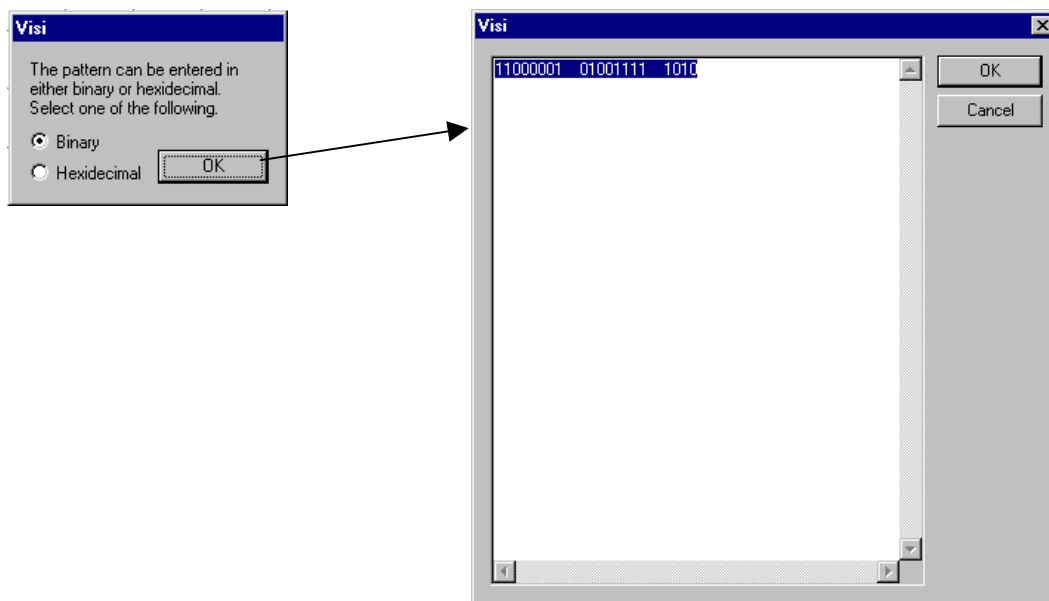 Visi
The pattern can be entered in
either binary or hexidecimal.
Select one of the following.
Binary
Hexidecimal
OK
Visi
11000001 01001111 1010
OK
Cancel